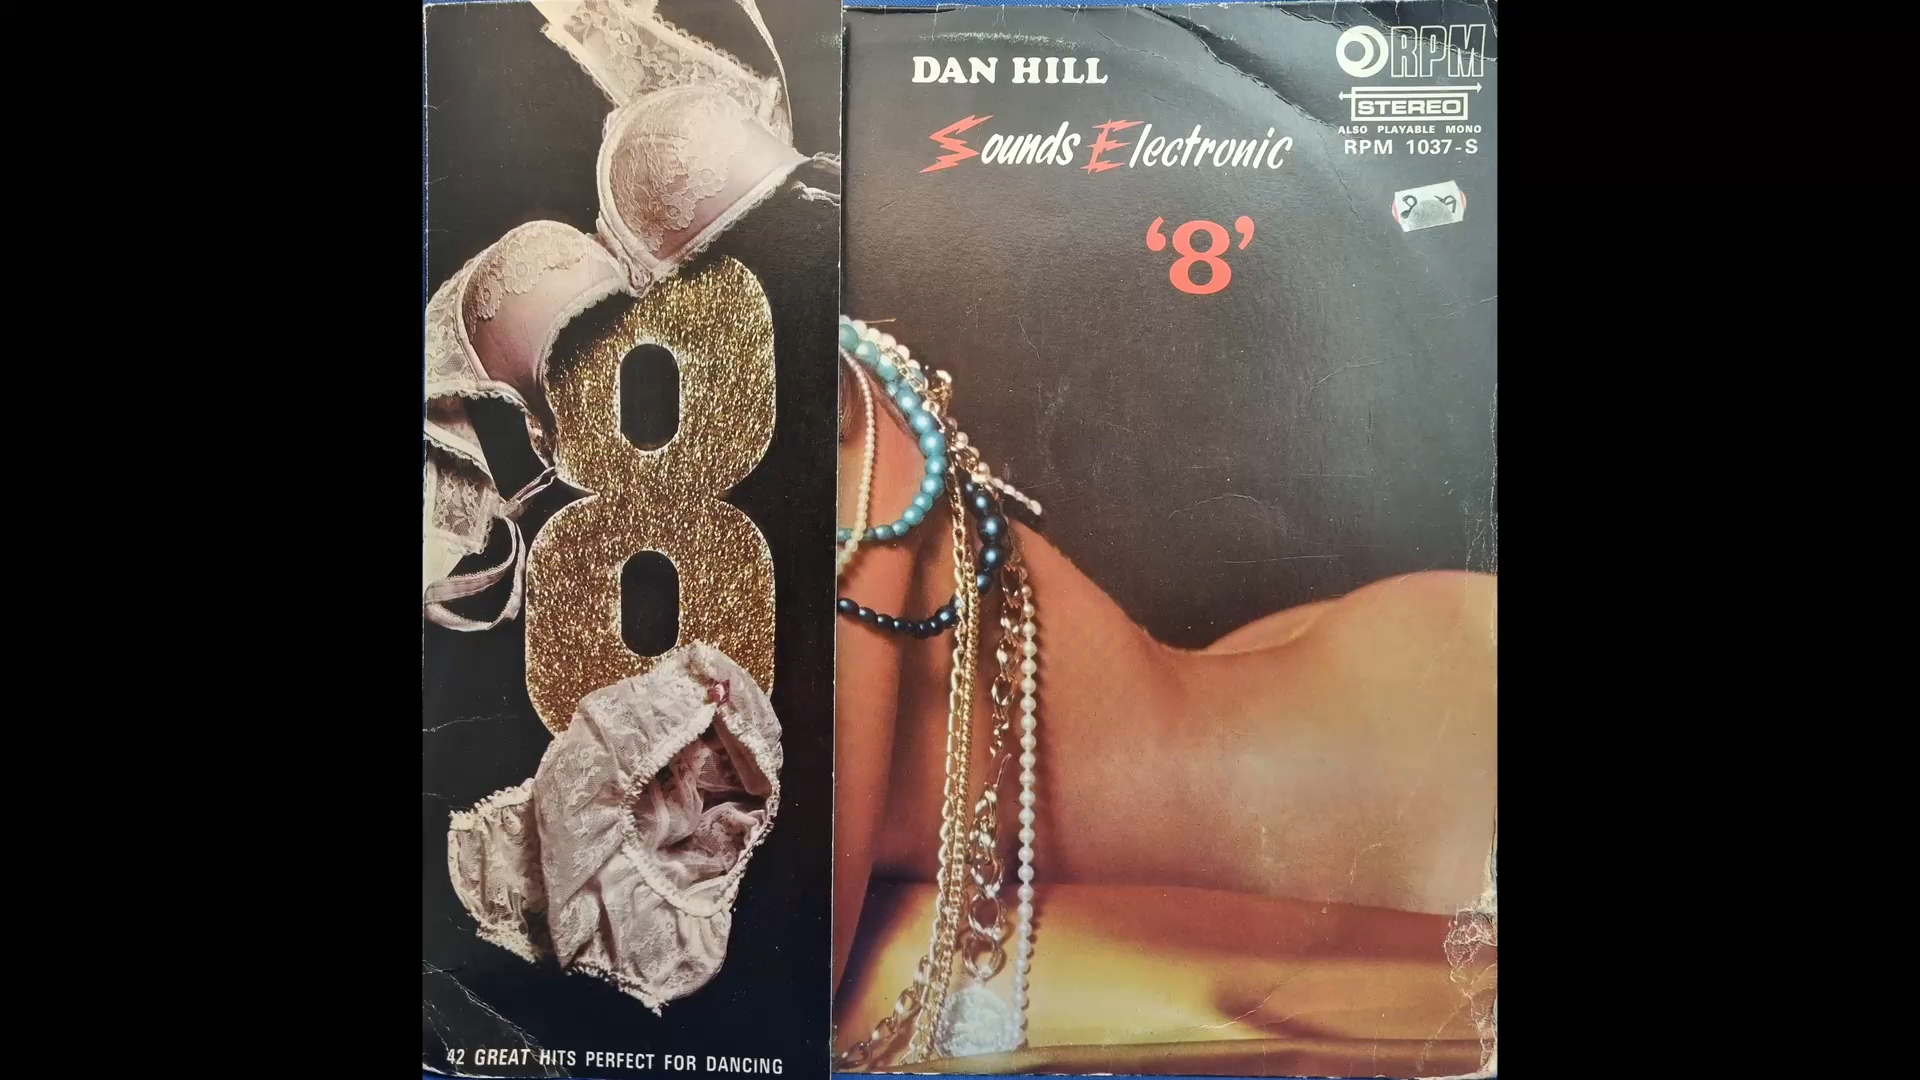 8
42 GREAT HITS PERFECT FOR DANCING
DAN HILL
Sounds Electronic
'8'
RPM
STEREO
ALSO PLAYABLE MONO
RPM 1037-S